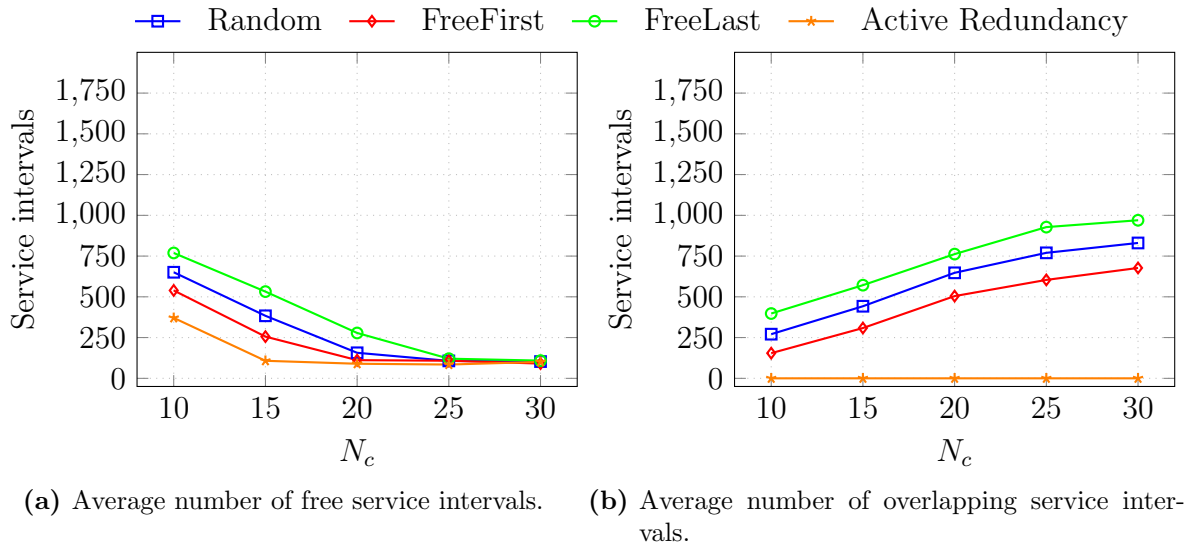 Random FreeFirst FreeLast Active Redundancy
1,750
1,500
1,250
1,000
750
500
250
0
Service intervals
10 15 20 25 30
N_c
(a) Average number of free service intervals.
1,750
1,500
1,250
1,000
750
500
250
0
Service intervals
10 15 20 25 30
N_c
(b) Average number of overlapping service inter-
vals.